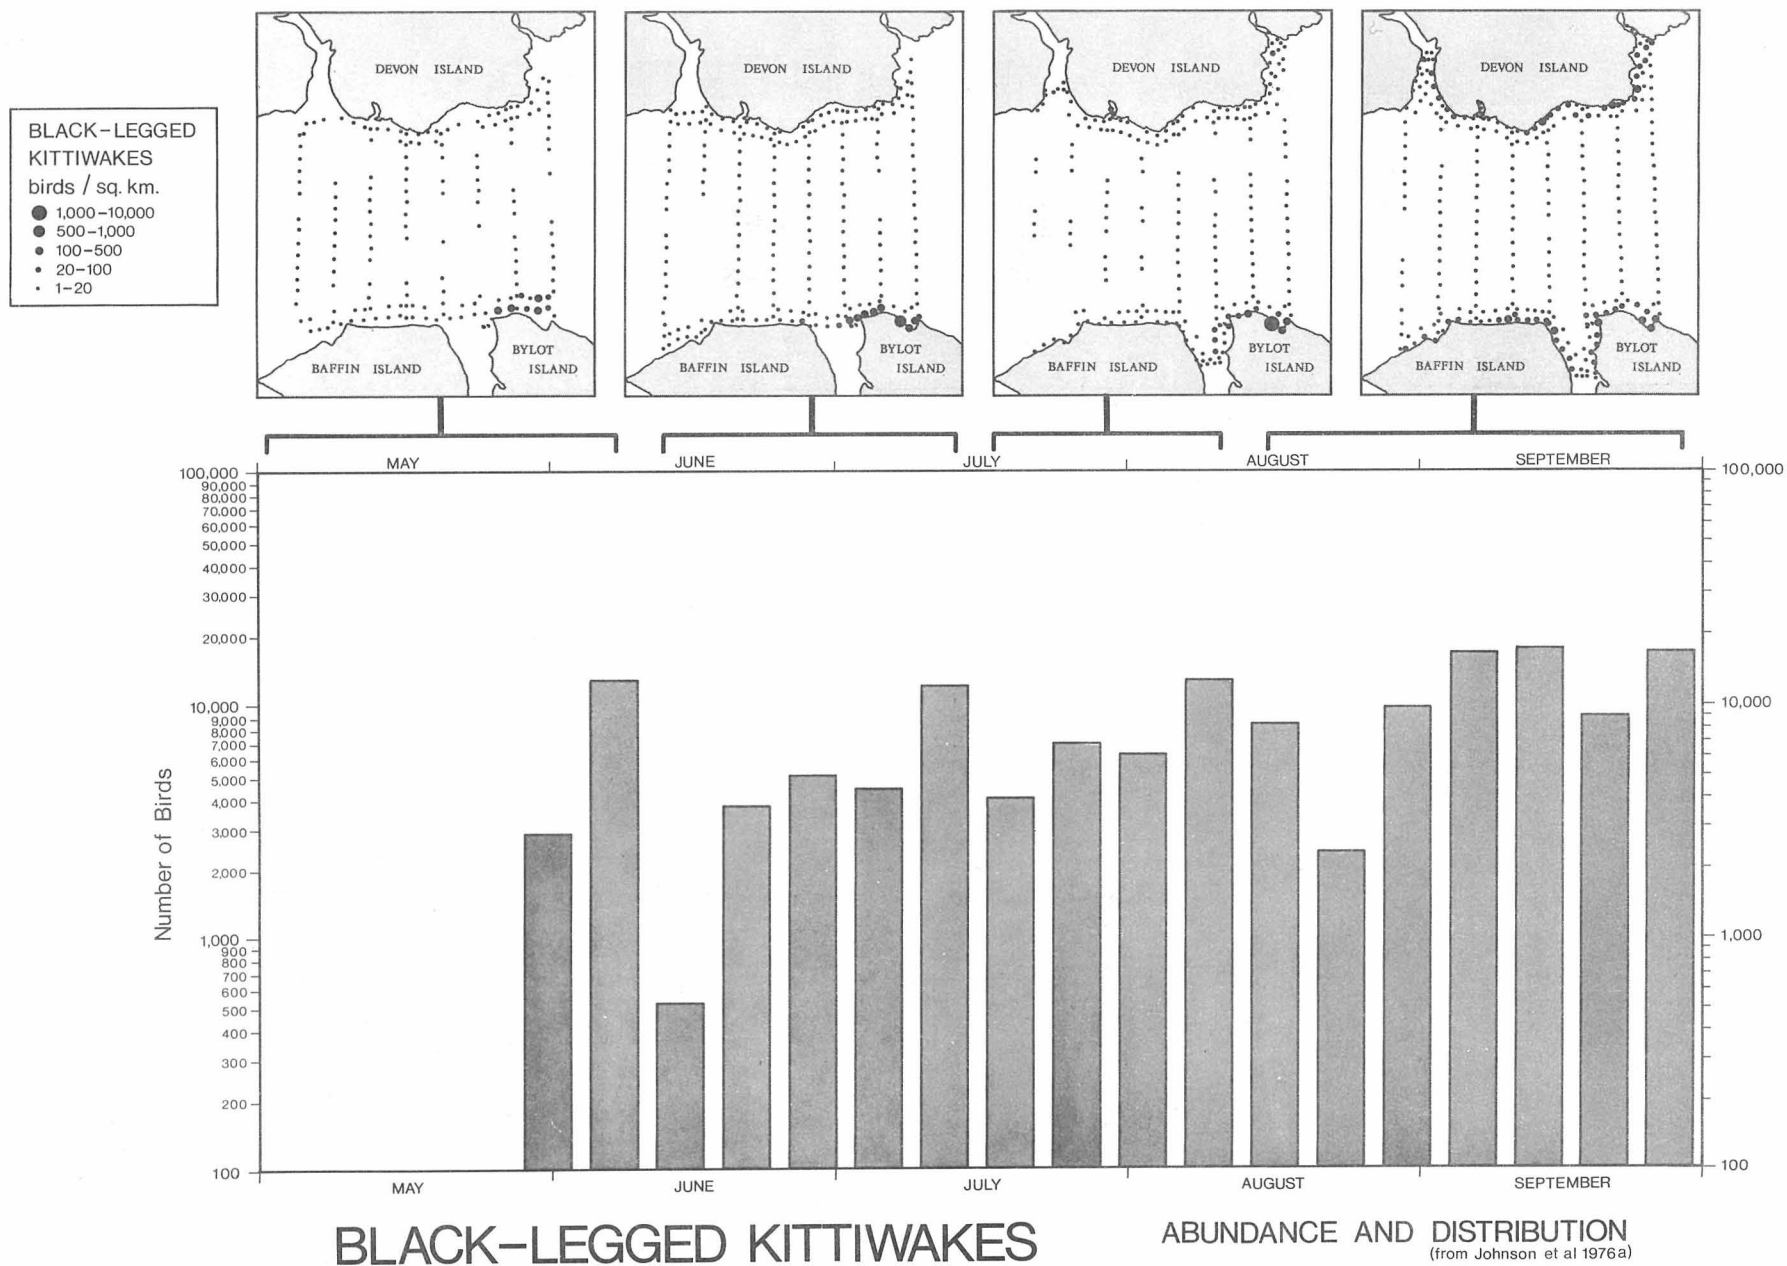 DEVON ISLAND
BAFFIN ISLAND
BYLOT
ISLAND
DEVON ISLAND
BAFFIN ISLAND
BYLOT
ISLAND
DEVON ISLAND
BAFFIN ISLAND
BYLOT
ISLAND
DEVON ISLAND
BAFFIN ISLAND
BYLOT
ISLAND
BLACK-LEGGED
KITTIWAKES
birds / sq. km.
1,000-10,000
500-1,000
100-500
20-100
1-20
MAY JUNE JULY AUGUST SEPTEMBER
Number of Birds
100,000
90,000
80,000
70,000
60,000
50,000
40,000
30,000
20,000
10,000
9,000
8,000
7,000
6,000
5,000
4,000
3,000
2,000
1,000
900
800
700
600
500
400
300
200
100
100,000
10,000
1,000
100
MAY JUNE JULY AUGUST SEPTEMBER
BLACK-LEGGED KITTIWAKES
ABUNDANCE AND DISTRIBUTION
(from Johnson et al 1976a)